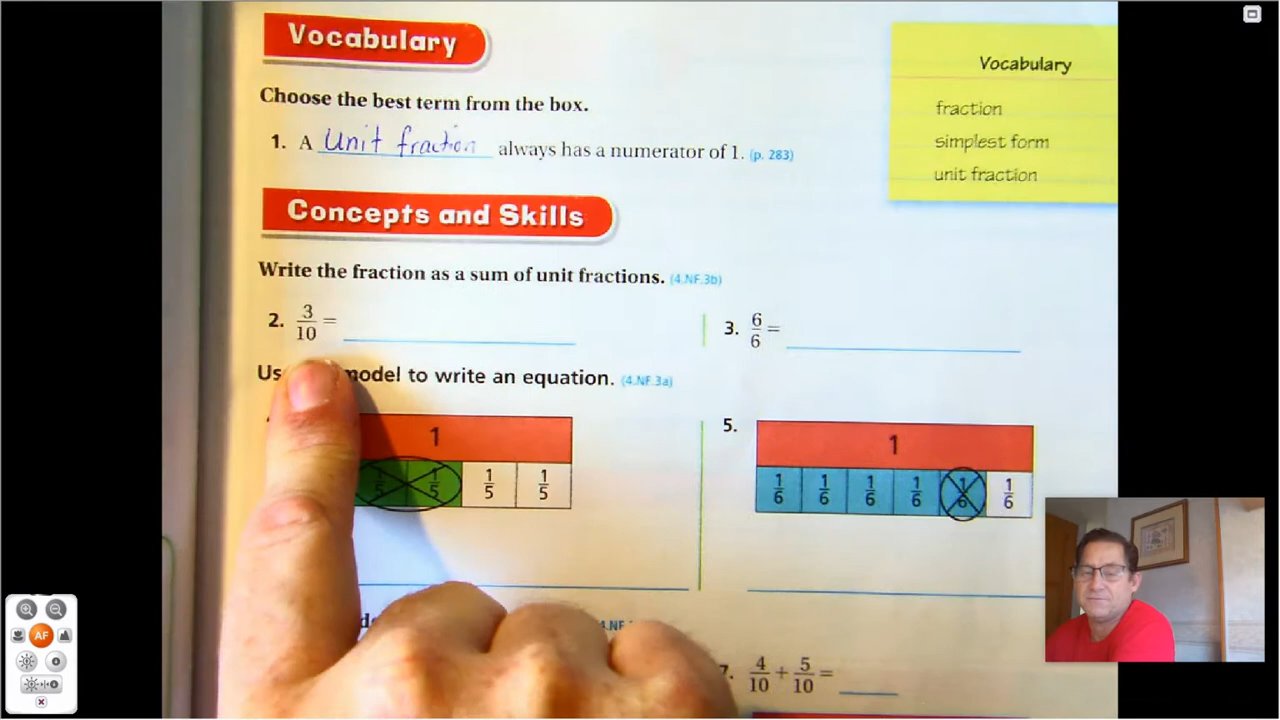 Vocabulary
Vocabulary
fraction
simplest form
unit fraction
Choose the best term from the box.
1. A Unit fraction always has a numerator of 1. (p. 283)
Concepts and Skills
Write the fraction as a sum of unit fractions. (4.NF.3b)
2. 3/10 =
3. 6/6 =
Us model to write an equation. (4.NF.3a)
1
1/5 1/5 1/5 1/5
5.
1
1/6 1/6 1/6 1/6 1/6 1/6
7. 4/10 + 5/10 =
AF